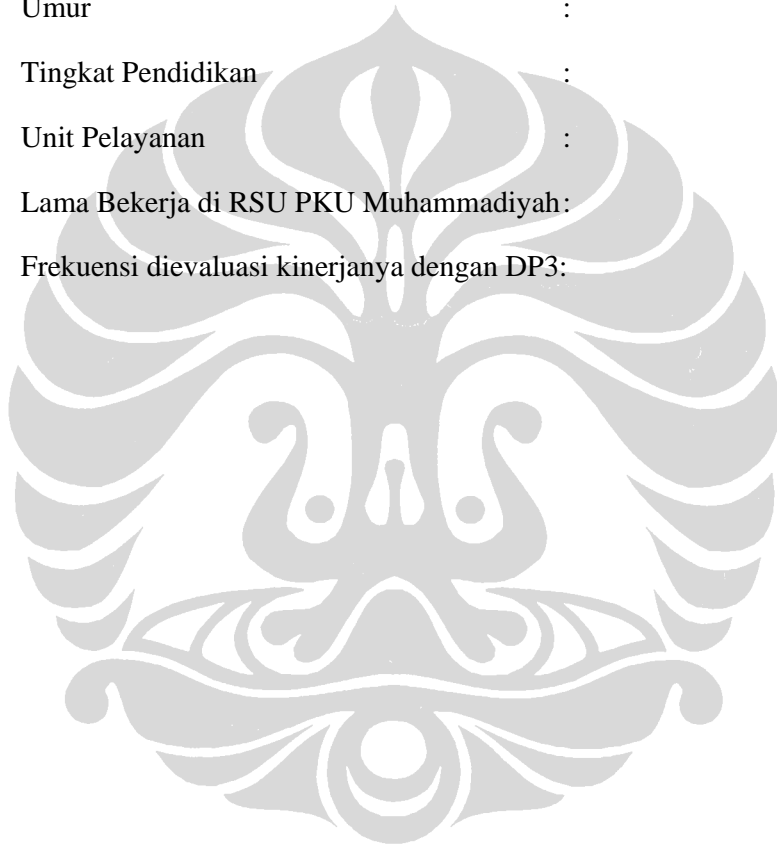 Umur :
Tingkat Pendidikan :
Unit Pelayanan :
Lama Bekerja di RSU PKU Muhammadiyah:
Frekuensi dievaluasi kinerjanya dengan DP3: